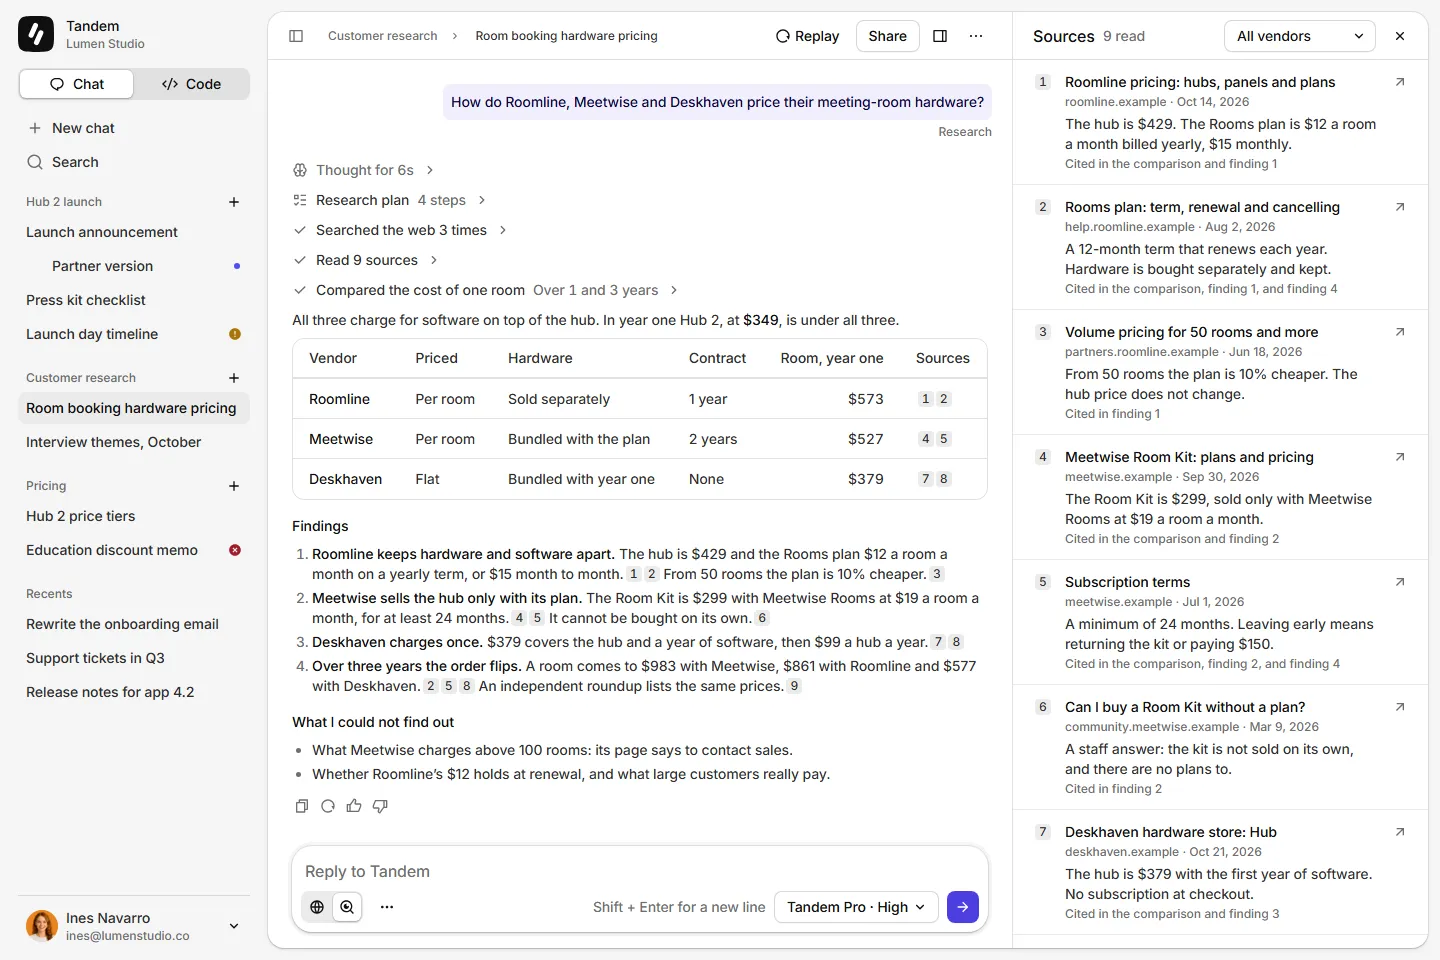 Tandem
Lumen Studio
Chat
Code
New chat
Search
Hub 2 launch
Launch announcement
Partner version
Press kit checklist
Launch day timeline
Customer research
Room booking hardware pricing
Interview themes, October
Pricing
Hub 2 price tiers
Education discount memo
Recents
Rewrite the onboarding email
Support tickets in Q3
Release notes for app 4.2
Ines Navarro
ines@lumenstudio.co
Customer research
Room booking hardware pricing
Replay
Share
How do Roomline, Meetwise and Deskhaven price their meeting-room hardware?
Research
Thought for 6s
Research plan 4 steps
Searched the web 3 times
Read 9 sources
Compared the cost of one room Over 1 and 3 years
All three charge for software on top of the hub. In year one Hub 2, at $349, is under all three.
Vendor Priced Hardware Contract Room, year one Sources
Roomline Per room Sold separately 1 year $573 1 2
Meetwise Per room Bundled with the plan 2 years $527 4 5
Deskhaven Flat Bundled with year one None $379 7 8
Findings
1. Roomline keeps hardware and software apart. The hub is $429 and the Rooms plan $12 a room a
month on a yearly term, or $15 month to month. 1 2 From 50 rooms the plan is 10% cheaper. 3
2. Meetwise sells the hub only with its plan. The Room Kit is $299 with Meetwise Rooms at $19 a room a
month, for at least 24 months. 4 5 It cannot be bought on its own. 6
3. Deskhaven charges once. $379 covers the hub and a year of software, then $99 a hub a year. 7 8
4. Over three years the order flips. A room comes to $983 with Meetwise, $861 with Roomline and $577
with Deskhaven. 2 5 8 An independent roundup lists the same prices. 9
What I could not find out
• What Meetwise charges above 100 rooms: its page says to contact sales.
• Whether Roomline's $12 holds at renewal, and what large customers really pay.
Reply to Tandem
Shift + Enter for a new line
Tandem Pro · High
Sources 9 read
All vendors
1 Roomline pricing: hubs, panels and plans
roomline.example · Oct 14, 2026
The hub is $429. The Rooms plan is $12 a room
a month billed yearly, $15 monthly.
Cited in the comparison and finding 1
2 Rooms plan: term, renewal and cancelling
help.roomline.example · Aug 2, 2026
A 12-month term that renews each year.
Hardware is bought separately and kept.
Cited in the comparison, finding 1, and finding 4
3 Volume pricing for 50 rooms and more
partners.roomline.example · Jun 18, 2026
From 50 rooms the plan is 10% cheaper. The
hub price does not change.
Cited in finding 1
4 Meetwise Room Kit: plans and pricing
meetwise.example · Sep 30, 2026
The Room Kit is $299, sold only with Meetwise
Rooms at $19 a room a month.
Cited in the comparison and finding 2
5 Subscription terms
meetwise.example · Jul 1, 2026
A minimum of 24 months. Leaving early means
returning the kit or paying $150.
Cited in the comparison, finding 2, and finding 4
6 Can I buy a Room Kit without a plan?
community.meetwise.example · Mar 9, 2026
A staff answer: the kit is not sold on its own,
and there are no plans to.
Cited in finding 2
7 Deskhaven hardware store: Hub
deskhaven.example · Oct 21, 2026
The hub is $379 with the first year of software.
No subscription at checkout.
Cited in the comparison and finding 3